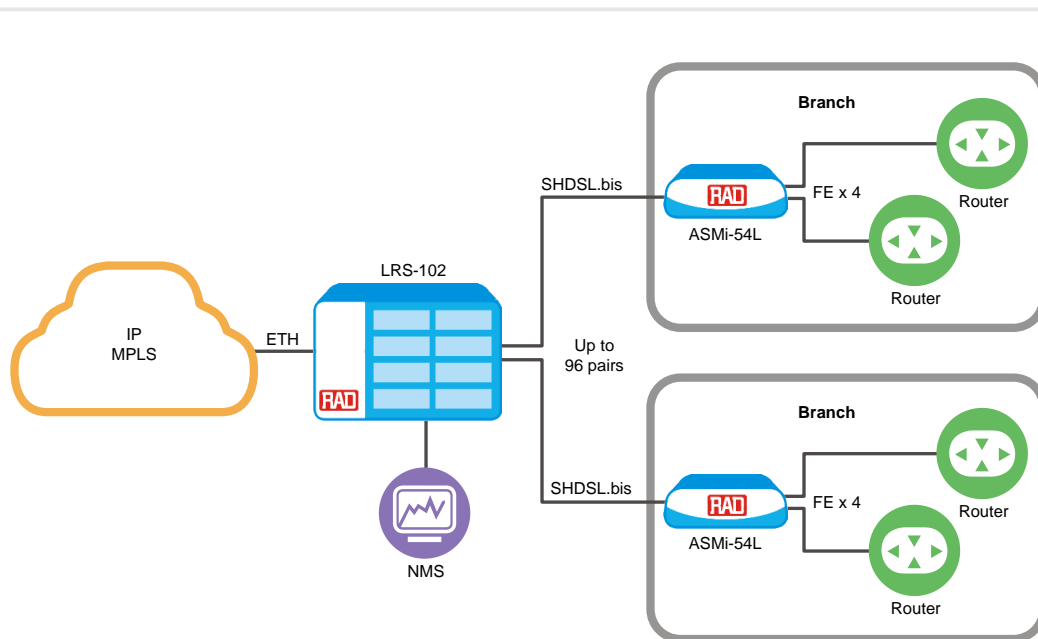 Branch
Router
SHDSL.bis
RAD
FE x 4
ASMi-54L
Router
LRS-102
IP
MPLS
ETH
Up to
96 pairs
RAD
Branch
Router
SHDSL.bis
RAD
FE x 4
ASMi-54L
Router
NMS